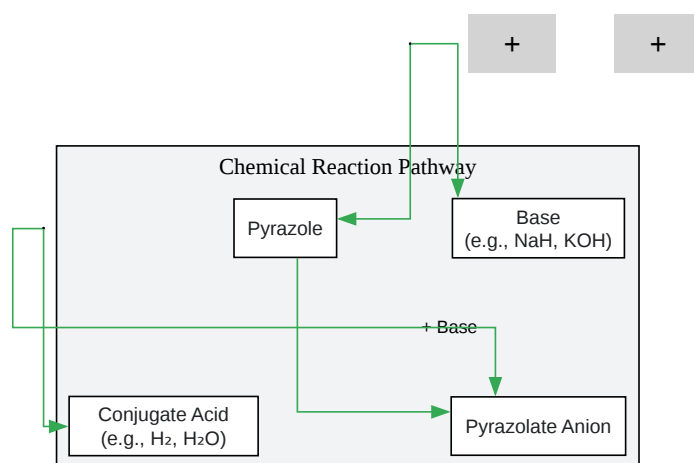 +
+
Chemical Reaction Pathway
Pyrazole
Base
(e.g., NaH, KOH)
+ Base
Conjugate Acid
(e.g., H₂, H₂O)
Pyrazolate Anion